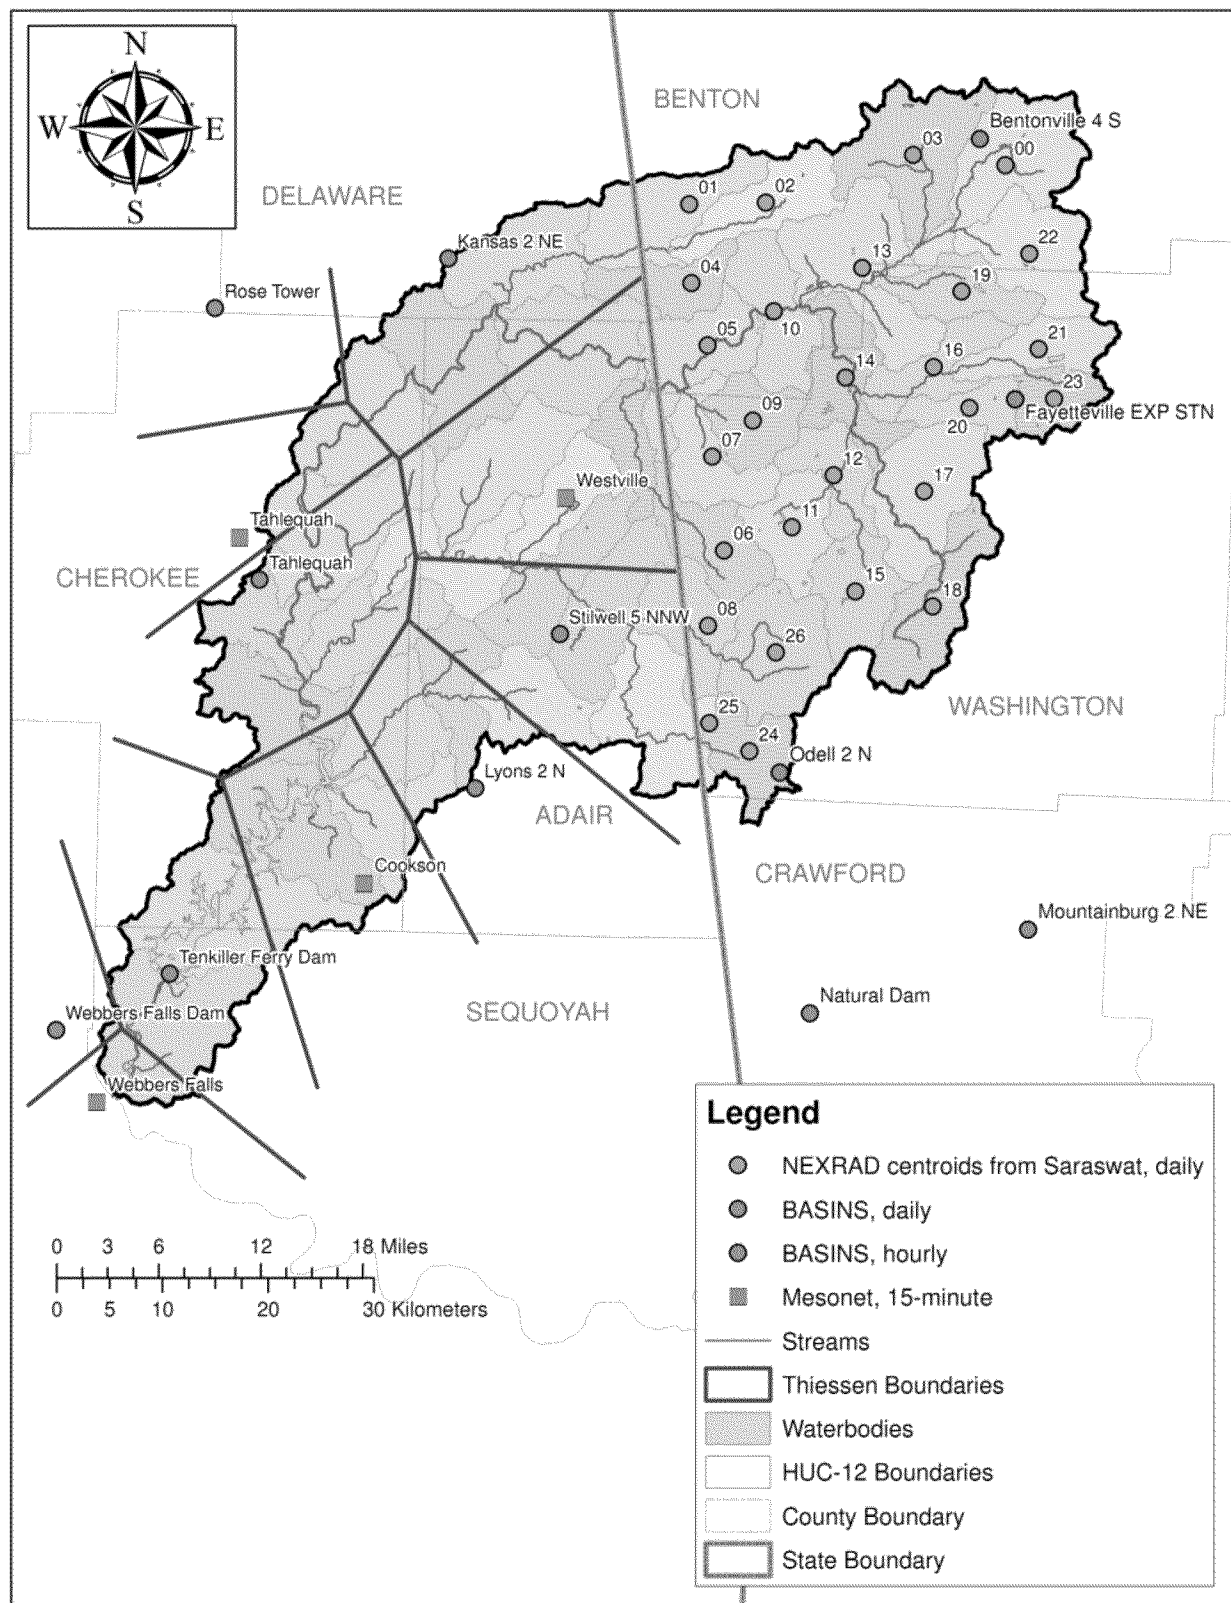 N
W E
S
BENTON
Bentonville 4 S
03
00
DELAWARE
01
02
Kansas 2 NE
22
13
04
19
Rose Tower
10
05
21
16
14
23
09
20
Fayetteville EXP STN
07
12
Westville
17
Tahlequah
11
CHEROKEE
Tahlequah
06
15
18
08
Stilwell 5 NNW
26
25
WASHINGTON
24
Odell 2 N
Lyons 2 N
ADAIR
Cookson
CRAWFORD
Mountainburg 2 NE
Tenkiller Ferry Dam
Natural Dam
Webbers Falls Dam
SEQUOYAH
Webbers Falls
Legend
NEXRAD centroids from Saraswat, daily
BASINS, daily
BASINS, hourly
Mesonet, 15-minute
Streams
Thiessen Boundaries
Waterbodies
HUC-12 Boundaries
County Boundary
State Boundary
0 3 6 12 18 Miles
0 5 10 20 30 Kilometers